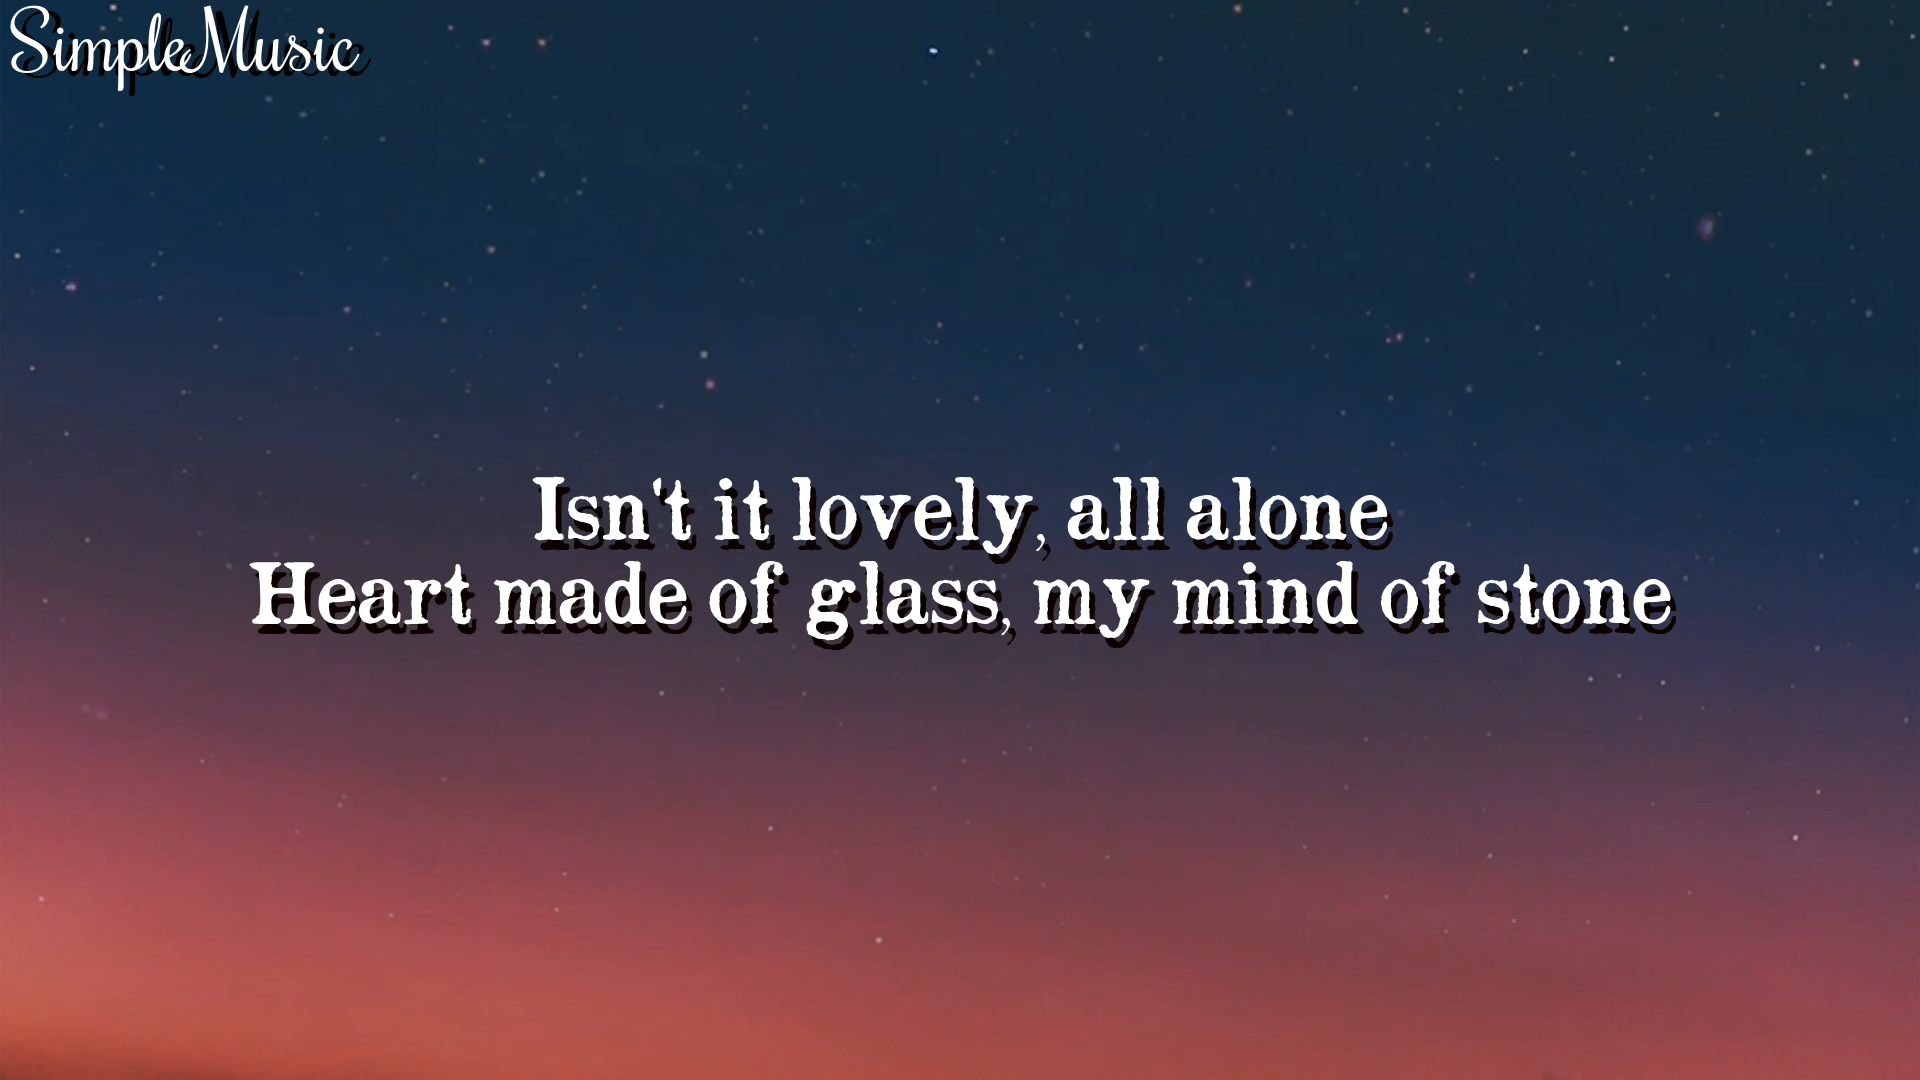 SimpleMusic
Isn't it lovely, all alone
Heart made of glass, my mind of stone